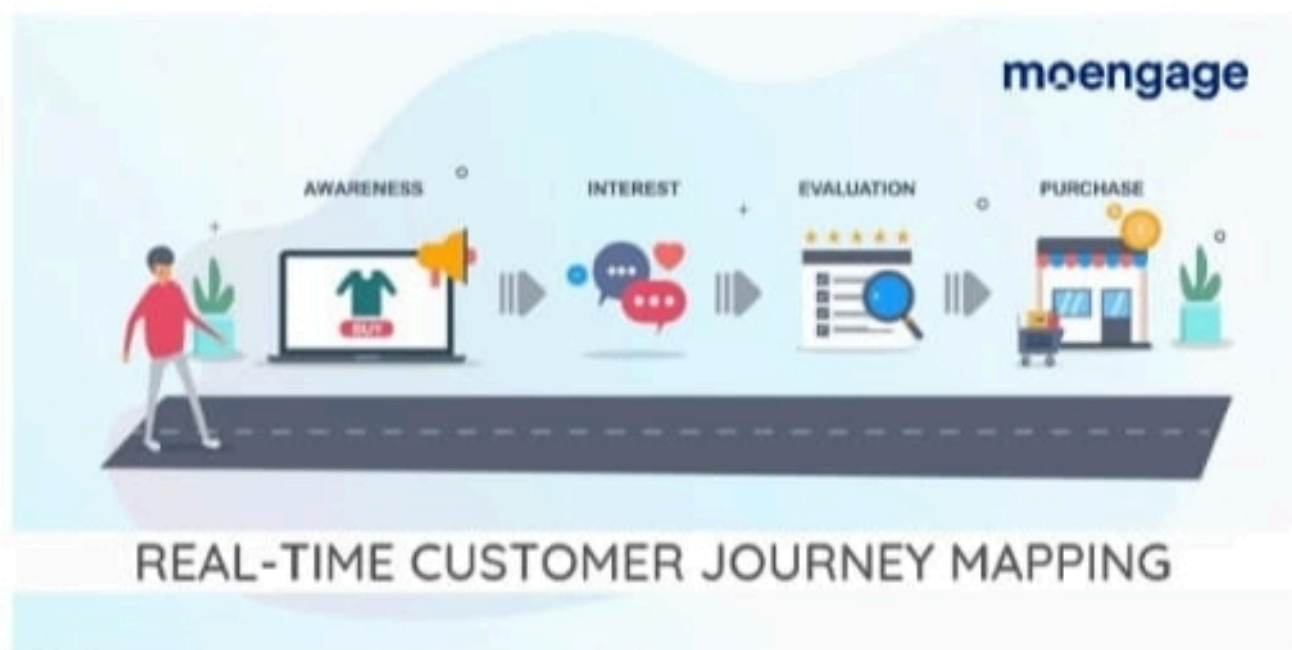 moengage
AWARENESS
INTEREST
EVALUATION
PURCHASE
BUY
REAL-TIME CUSTOMER JOURNEY MAPPING